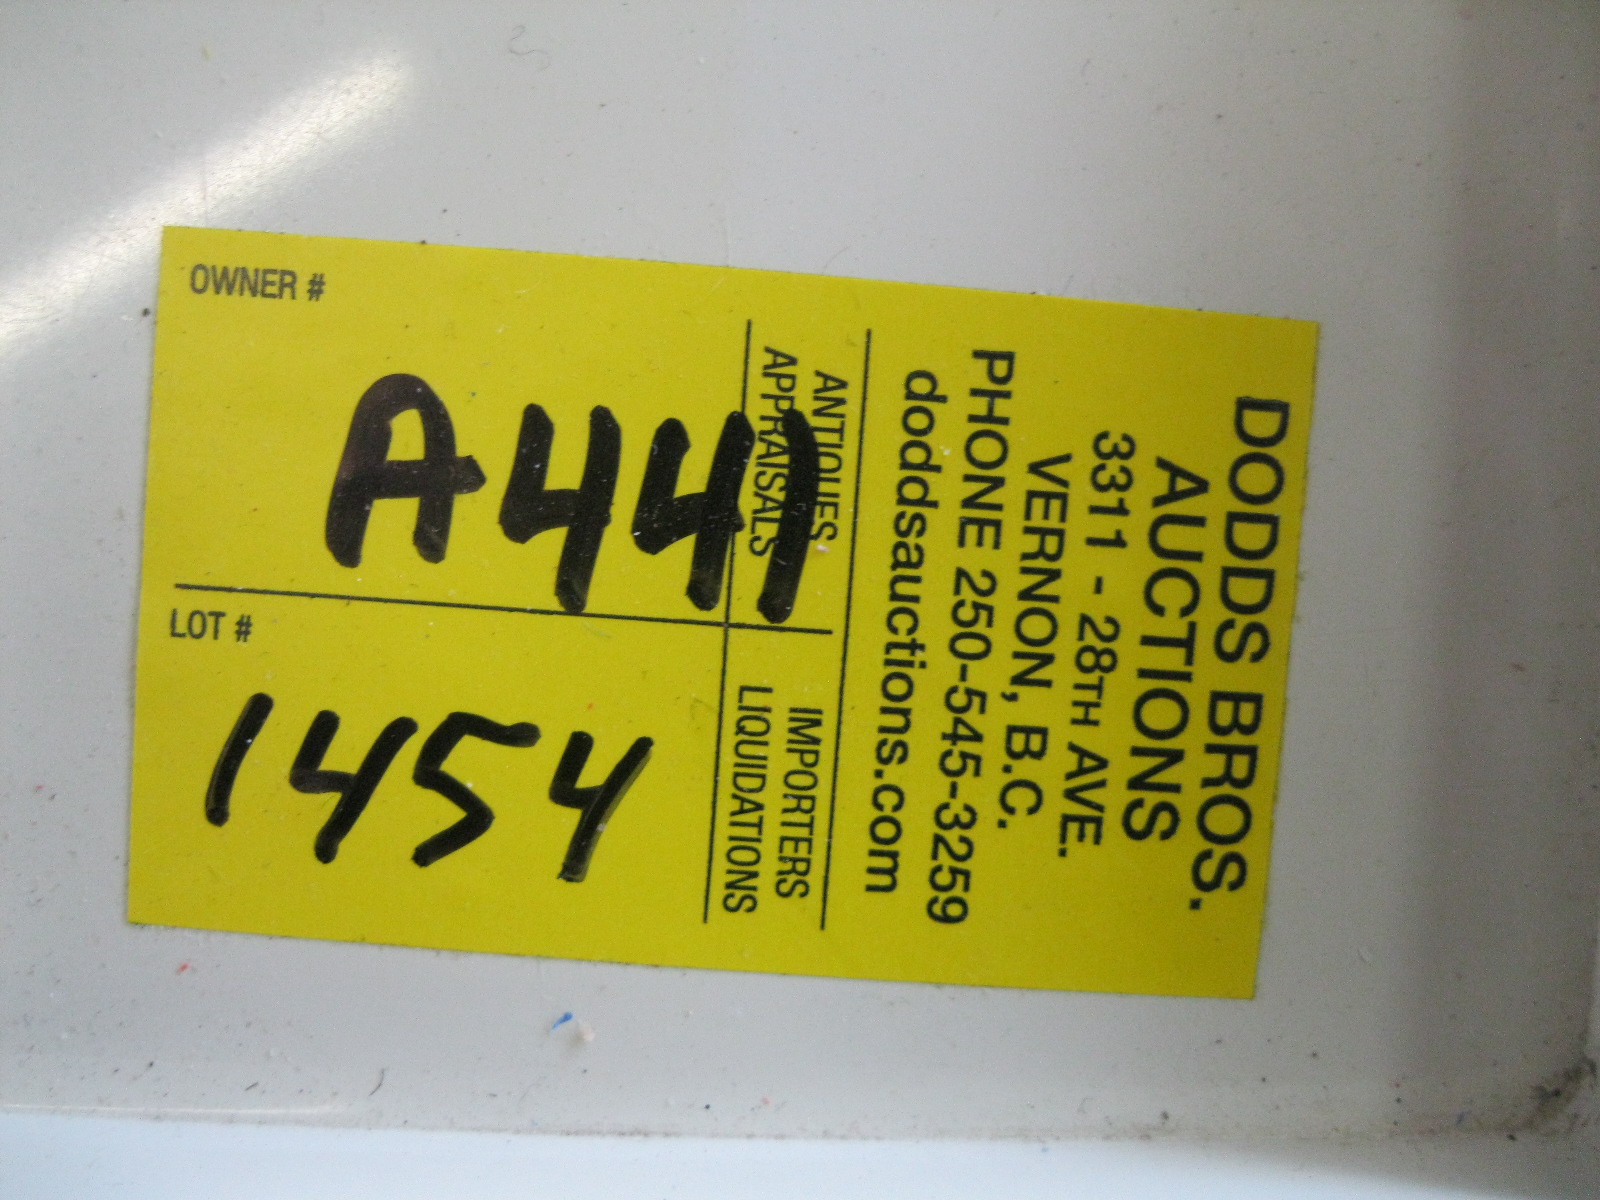 DODDS BROS.
AUCTIONS
3311 - 28TH AVE.
VERNON, B.C.
PHONE 250-545-3259
doddsauctions.com
ANTIQUES
APPRAISALS
IMPORTERS
LIQUIDATIONS
OWNER #
A441
LOT #
1454